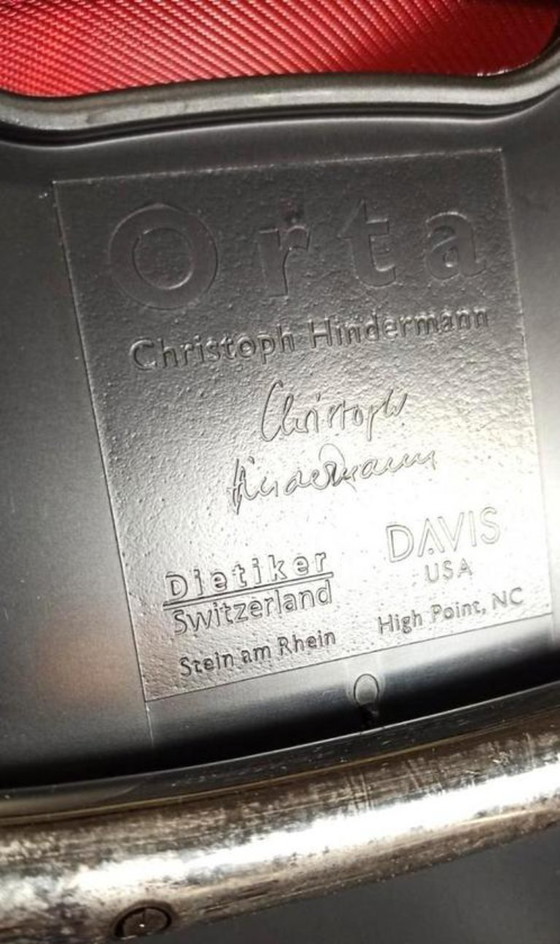 Orta
Christoph Hindermann
Christoph
Hindermann
Dietiker
Switzerland
Stein am Rhein
DAVIS
USA
High Point, NC